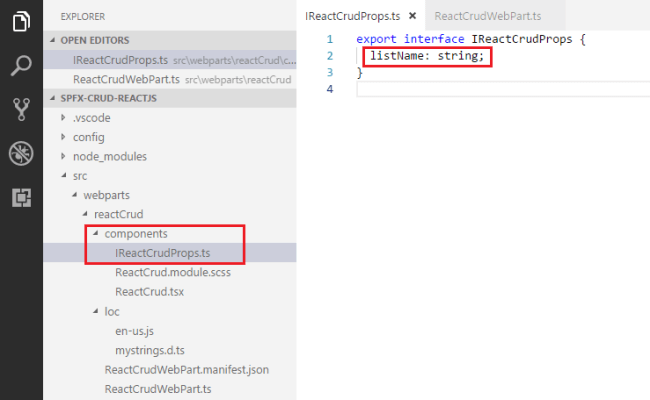 EXPLORER
OPEN EDITORS
IReactCrudProps.ts src\webparts\reactCrud\c...
ReactCrudWebPart.ts src\webparts\reactCrud
SPFX-CRUD-REACTJS
.vscode
config
node_modules
src
webparts
reactCrud
components
IReactCrudProps.ts
ReactCrud.module.scss
ReactCrud.tsx
loc
en-us.js
mystrings.d.ts
ReactCrudWebPart.manifest.json
ReactCrudWebPart.ts
IReactCrudProps.ts × ReactCrudWebPart.ts
1 export interface IReactCrudProps {
2 listName: string;
3 }
4